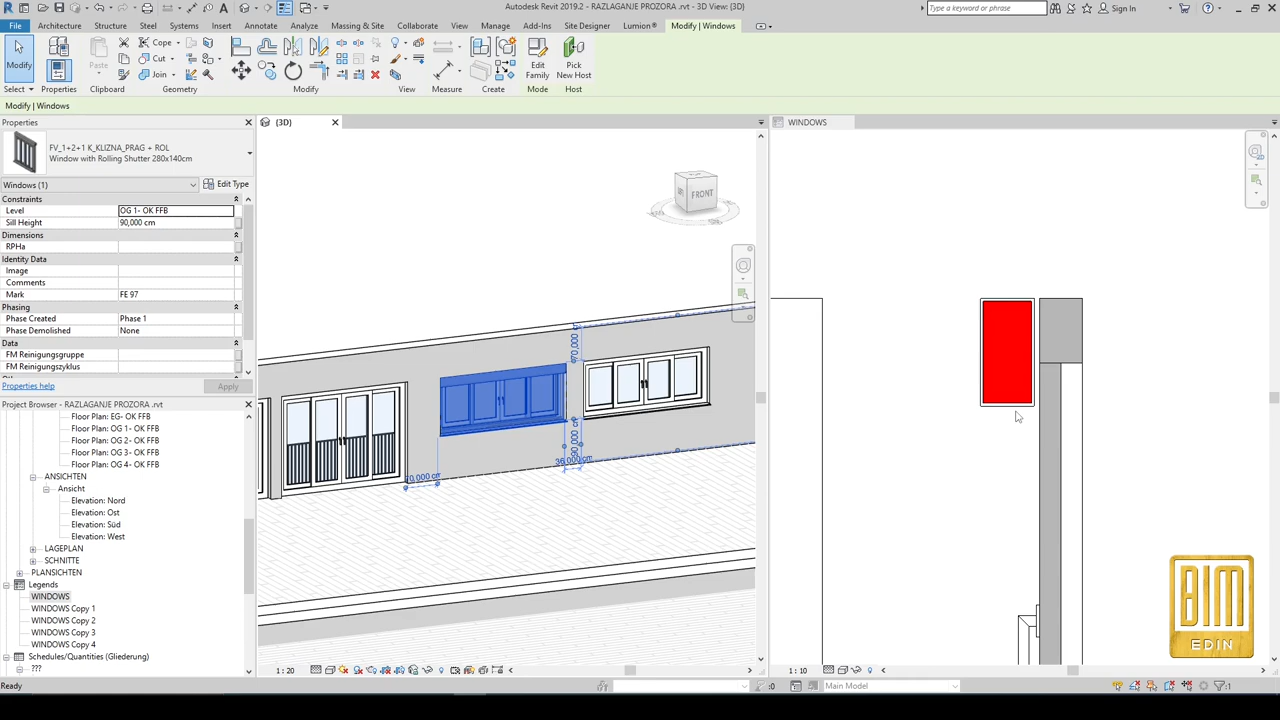 Autodesk Revit 2019.2 - RAZLAGANJE PROZORA .rvt - 3D View: {3D}
Type a keyword or phrase
Sign In
File
Architecture
Structure
Steel
Systems
Insert
Annotate
Analyze
Massing & Site
Collaborate
View
Manage
Add-Ins
Site Designer
Lumion®
Modify | Windows
Modify
Paste
Cope
Cut
Join
Edit Family
Pick New Host
Select
Properties
Clipboard
Geometry
Modify
View
Measure
Create
Mode
Host
Modify | Windows
Properties
FV_1+2+1 K_KLIZNA_PRAG + ROL
Window with Rolling Shutter 280x140cm
Windows (1)
Edit Type
Constraints
Level OG 1- OK FFB
Sill Height 90,000 cm
Dimensions
RPHa
Identity Data
Image
Comments
Mark FE 97
Phasing
Phase Created Phase 1
Phase Demolished None
Data
FM Reinigungsgruppe
FM Reinigungszyklus
Properties help
Apply
Project Browser - RAZLAGANJE PROZORA .rvt
Floor Plan: EG- OK FFB
Floor Plan: OG 1- OK FFB
Floor Plan: OG 2- OK FFB
Floor Plan: OG 3- OK FFB
Floor Plan: OG 4- OK FFB
ANSICHTEN
Ansicht
Elevation: Nord
Elevation: Ost
Elevation: Süd
Elevation: West
LAGEPLAN
SCHNITTE
PLANSICHTEN
Legends
WINDOWS
WINDOWS Copy 1
WINDOWS Copy 2
WINDOWS Copy 3
WINDOWS Copy 4
Schedules/Quantities (Gliederung)
???
{3D}
FRONT
70,000 cm
36,000 cm
1 : 20
WINDOWS
BIM
EDIN
1 : 10
Ready
:0
Main Model
:1